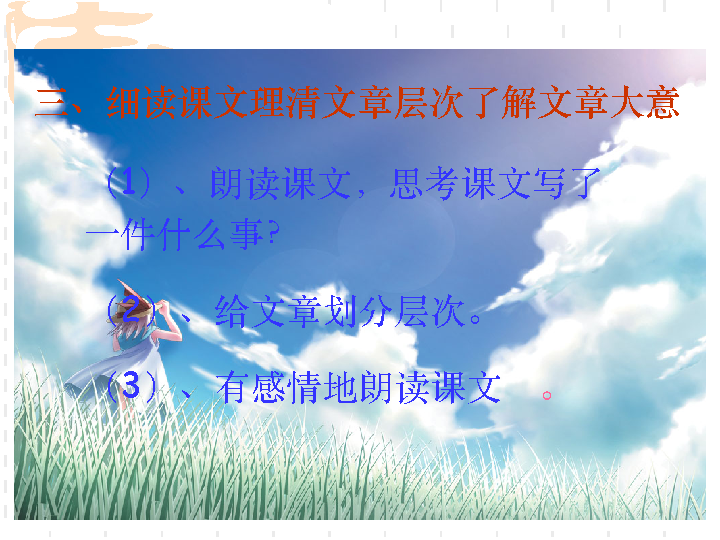 三、细读课文理清文章层次了解文章大意
（1）、朗读课文，思考课文写了
一件什么事？
（2）、给文章划分层次。
（3）、有感情地朗读课文 。